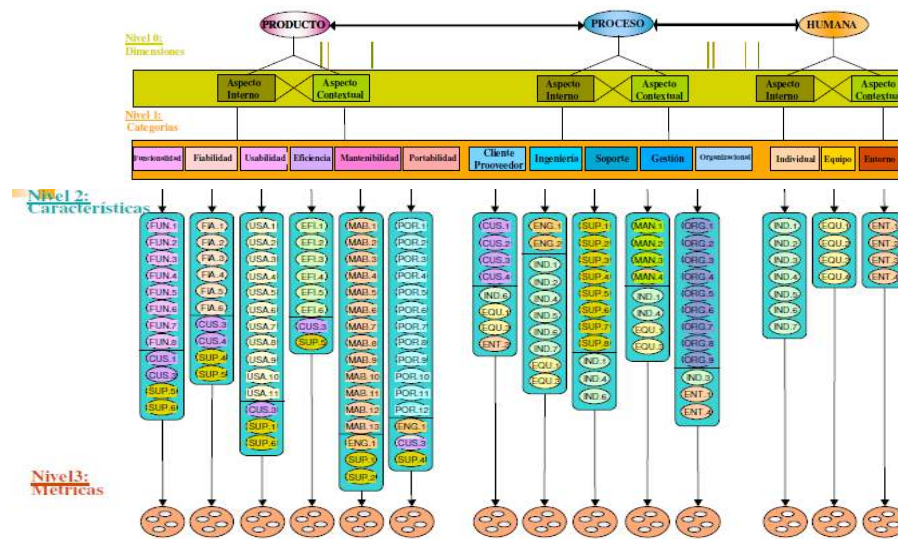 PRODUCTO
PROCESO
HUMANA
Nivel 0:
Dimensiones
Aspecto
Interno
Aspecto
Contextual
Aspecto
Interno
Aspecto
Contextual
Aspecto
Interno
Aspecto
Contextual
Nivel 1:
Categorias
Funcionalidad
Fiabilidad
Usabilidad
Eficiencia
Mantenibilidad
Portabilidad
Cliente
Prooveedor
Ingeniería
Soporte
Gestión
Organizacional
Individual
Equipo
Entorno
Nivel 2:
Característícas
FUN.1
FUN.2
FUN.3
FUN.4
FUN.5
FUN.6
FUN.7
FUN.8
CUS.1
CUS.3
SUP.5
SUP.6
FIA.1
FIA.2
FIA.3
FIA.4
FIA.5
FIA.6
CUS.3
CUS.4
SUP.4
SUP.5
USA.1
USA.2
USA.3
USA.4
USA.5
USA.6
USA.7
USA.8
USA.9
USA.10
USA.11
CUS.3
SUP.1
SUP.6
EFI.1
EFI.2
EFI.3
EFI.4
EFI.5
EFI.6
CUS.3
SUP.5
MAB.1
MAB.2
MAB.3
MAB.4
MAB.5
MAB.6
MAB.7
MAB.8
MAB.9
MAB.10
MAB.11
MAB.12
MAB.13
ENG.1
SUP.1
SUP.2
POR.1
POR.2
POR.3
POR.4
POR.5
POR.6
POR.7
POR.8
POR.9
POR.10
POR.11
POR.12
ENG.1
CUS.3
SUP.4
CUS.1
CUS.2
CUS.3
CUS.4
IND.6
EQU.1
EQU.3
ENT.2
ENG.1
ENG.2
IND.1
IND.2
IND.4
IND.5
IND.6
IND.7
EQU.1
EQU.3
SUP.1
SUP.2
SUP.3
SUP.4
SUP.5
SUP.6
SUP.7
SUP.8
IND.1
IND.4
IND.6
MAN.1
MAN.2
MAN.3
MAN.4
IND.1
IND.4
EQU.1
EQU.3
ORG.1
ORG.2
ORG.3
ORG.4
ORG.5
ORG.6
ORG.7
ORG.8
ORG.9
IND.3
ENT.1
ENT.4
IND.1
IND.3
IND.4
IND.5
IND.6
IND.7
EQU.1
EQU.2
EQU.3
EQU.4
ENT.1
ENT.2
ENT.3
ENT.4
Nivel3:
Metricas